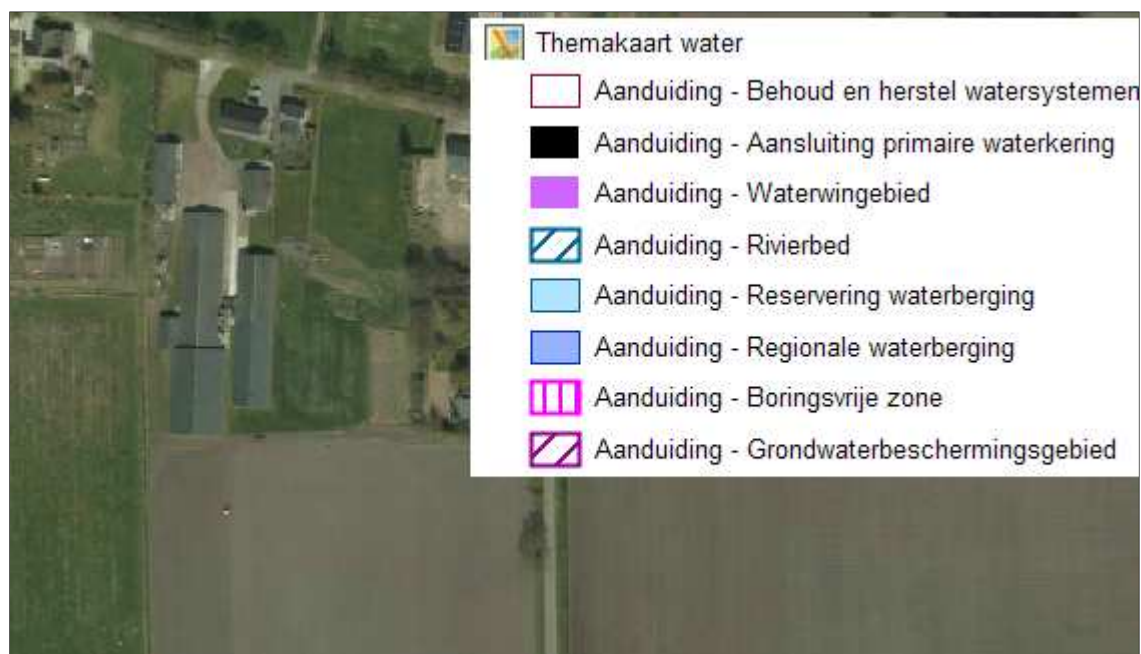 Themakaart water
Aanduiding - Behoud en herstel watersystemen
Aanduiding - Aansluiting primaire waterkering
Aanduiding - Waterwingebied
Aanduiding - Rivierbed
Aanduiding - Reservering waterberging
Aanduiding - Regionale waterberging
Aanduiding - Boringsvrije zone
Aanduiding - Grondwaterbeschermingsgebied